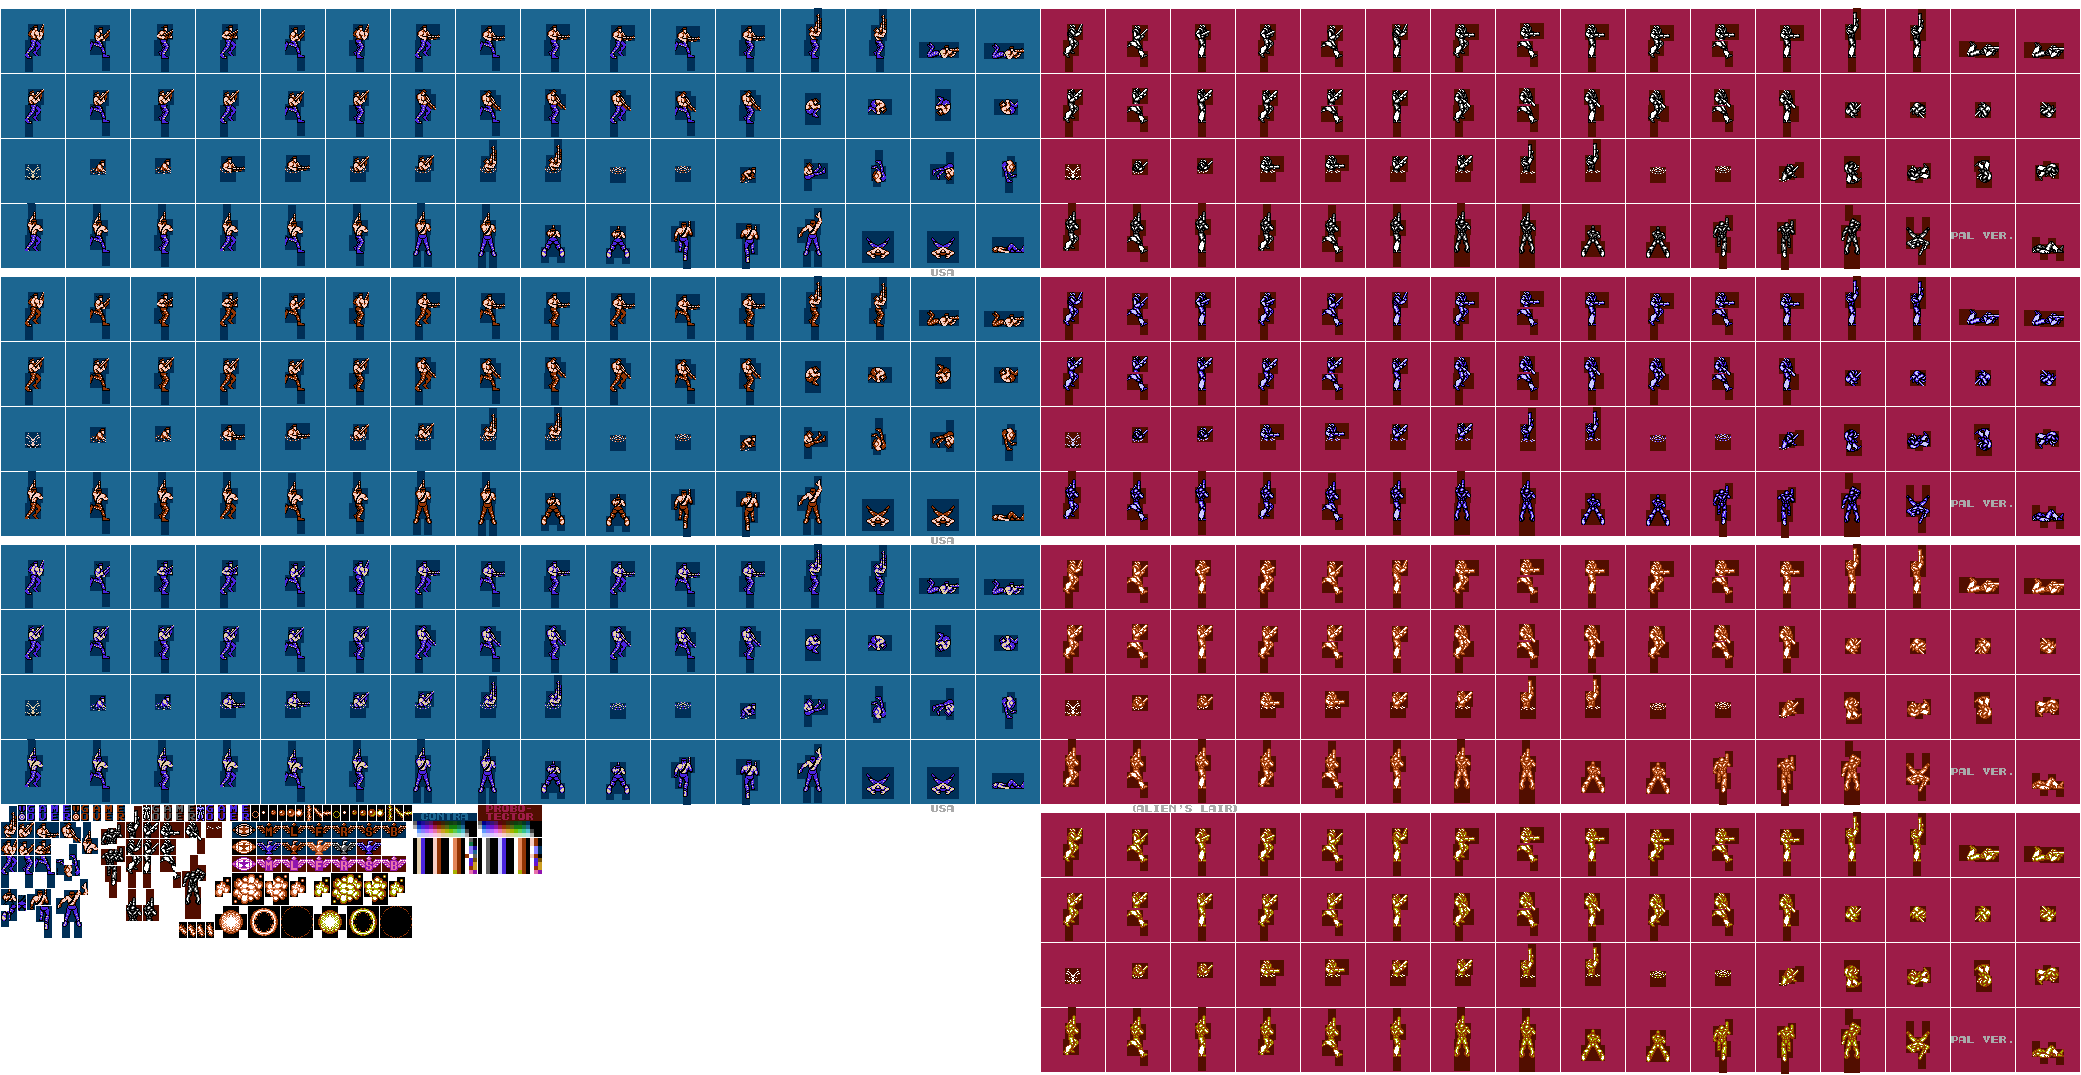 PAL VER.
USA
PAL VER.
USA
PAL VER.
USA
(ALIEN'S LAIR)
PROBO-
TECTOR
CONTRA
M L F R S B
M L F R S B
PAL VER.